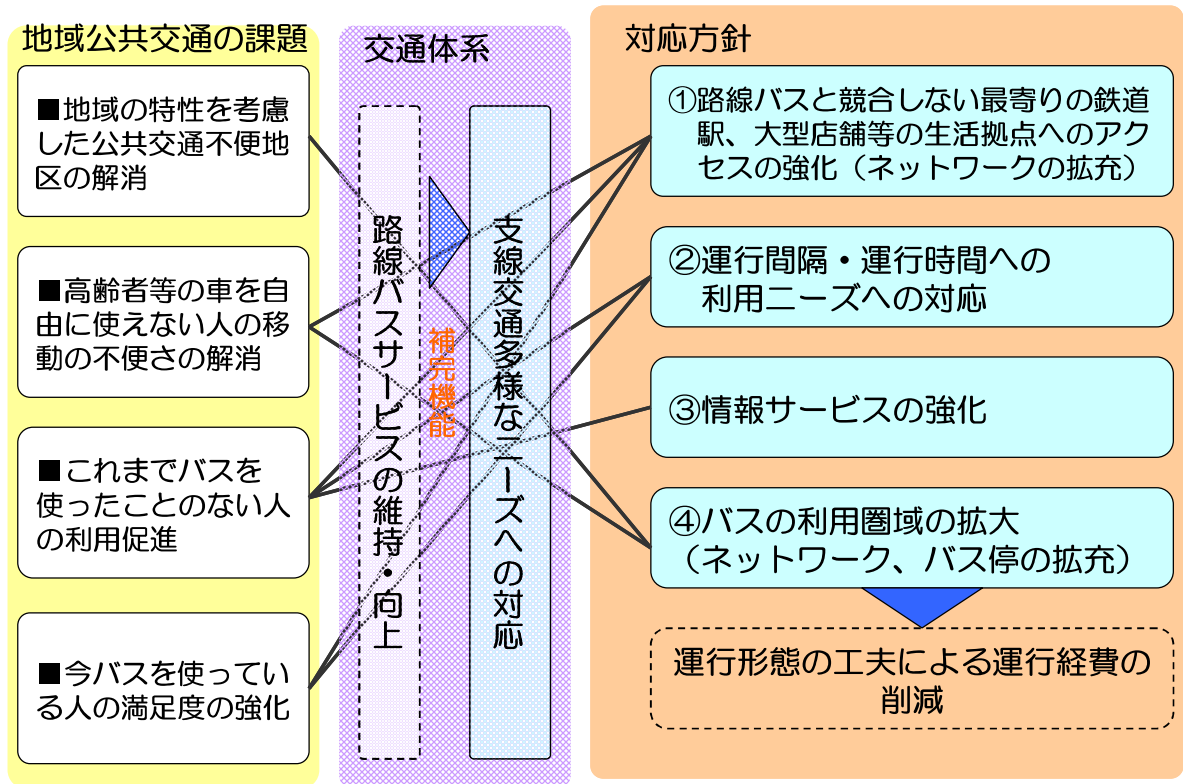 地域公共交通の課題
■地域の特性を考慮
した公共交通不便地
区の解消
■高齢者等の車を自
由に使えない人の移
動の不便さの解消
■これまでバスを
使ったことのない人
の利用促進
■今バスを使ってい
る人の満足度の強化
交通体系
路線バスサービスの維持・向上
補完機能
支線交通多様なニーズへの対応
対応方針
①路線バスと競合しない最寄りの鉄道
駅、大型店舗等の生活拠点へのアク
セスの強化（ネットワークの拡充）
②運行間隔・運行時間への
利用ニーズへの対応
③情報サービスの強化
④バスの利用圏域の拡大
（ネットワーク、バス停の拡充）
運行形態の工夫による運行経費の
削減